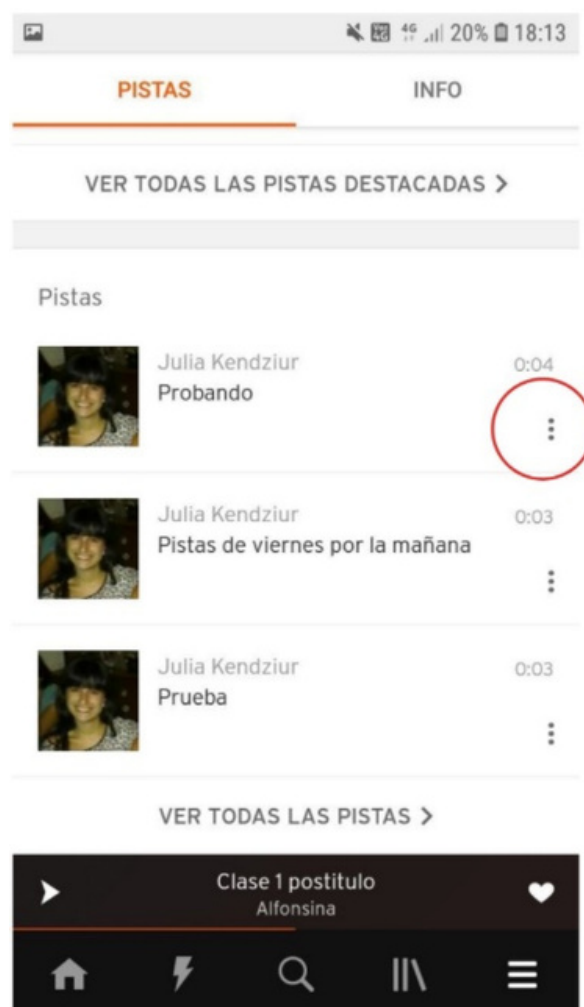 4G 20% 18:13
PISTAS INFO
VER TODAS LAS PISTAS DESTACADAS >
Pistas
Julia Kendziur 0:04
Probando
Julia Kendziur 0:03
Pistas de viernes por la mañana
Julia Kendziur 0:03
Prueba
VER TODAS LAS PISTAS >
Clase 1 postitulo
Alfonsina